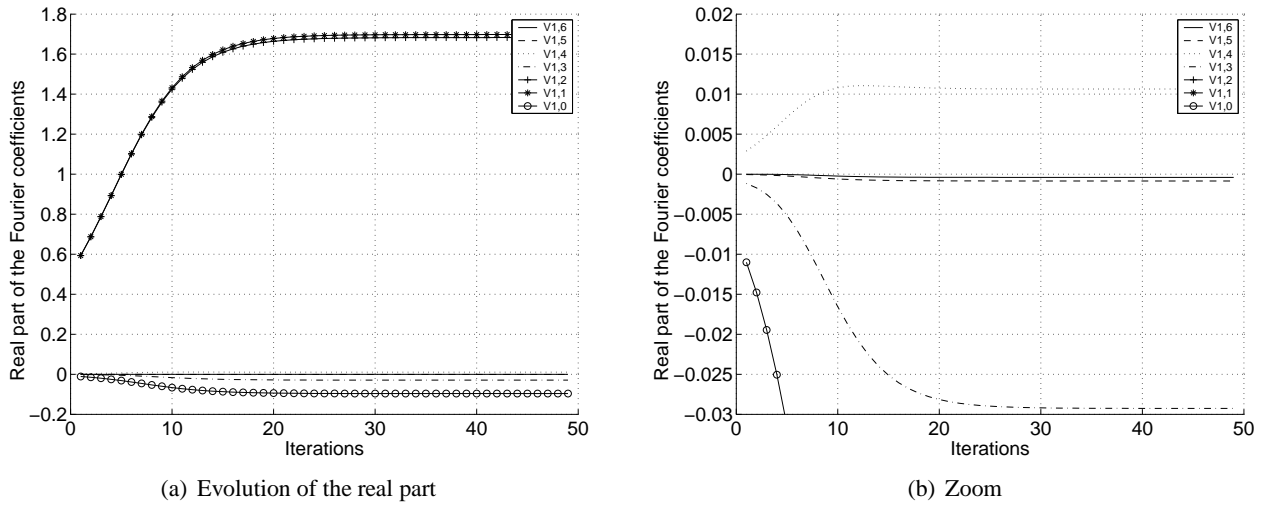 1.8
1.6
1.4
1.2
1
0.8
0.6
0.4
0.2
0
−0.2
Real part of the Fourier coefficients
0 10 20 30 40 50
Iterations
V1,6
V1,5
V1,4
V1,3
V1,2
V1,1
V1,0
(a) Evolution of the real part
0.02
0.015
0.01
0.005
0
−0.005
−0.01
−0.015
−0.02
−0.025
−0.03
Real part of the Fourier coefficients
0 10 20 30 40 50
Iterations
V1,6
V1,5
V1,4
V1,3
V1,2
V1,1
V1,0
(b) Zoom